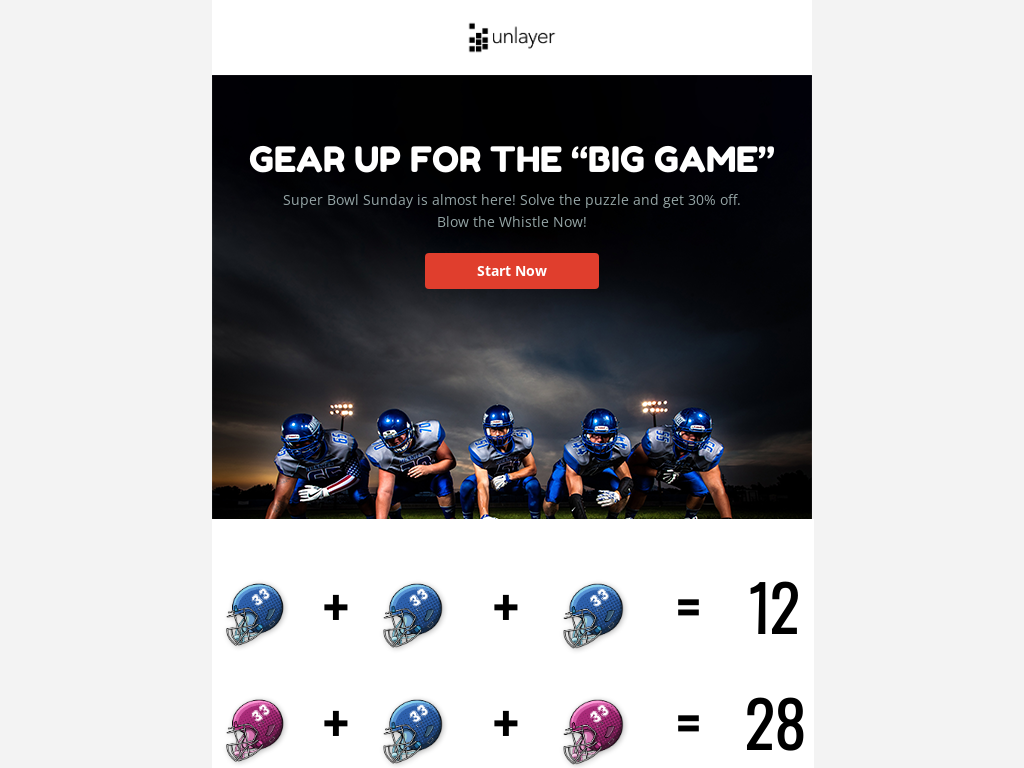 unlayer
GEAR UP FOR THE “BIG GAME”
Super Bowl Sunday is almost here! Solve the puzzle and get 30% off.
Blow the Whistle Now!
Start Now
33 + 33 + 33 = 12
33 + 33 + 33 = 28